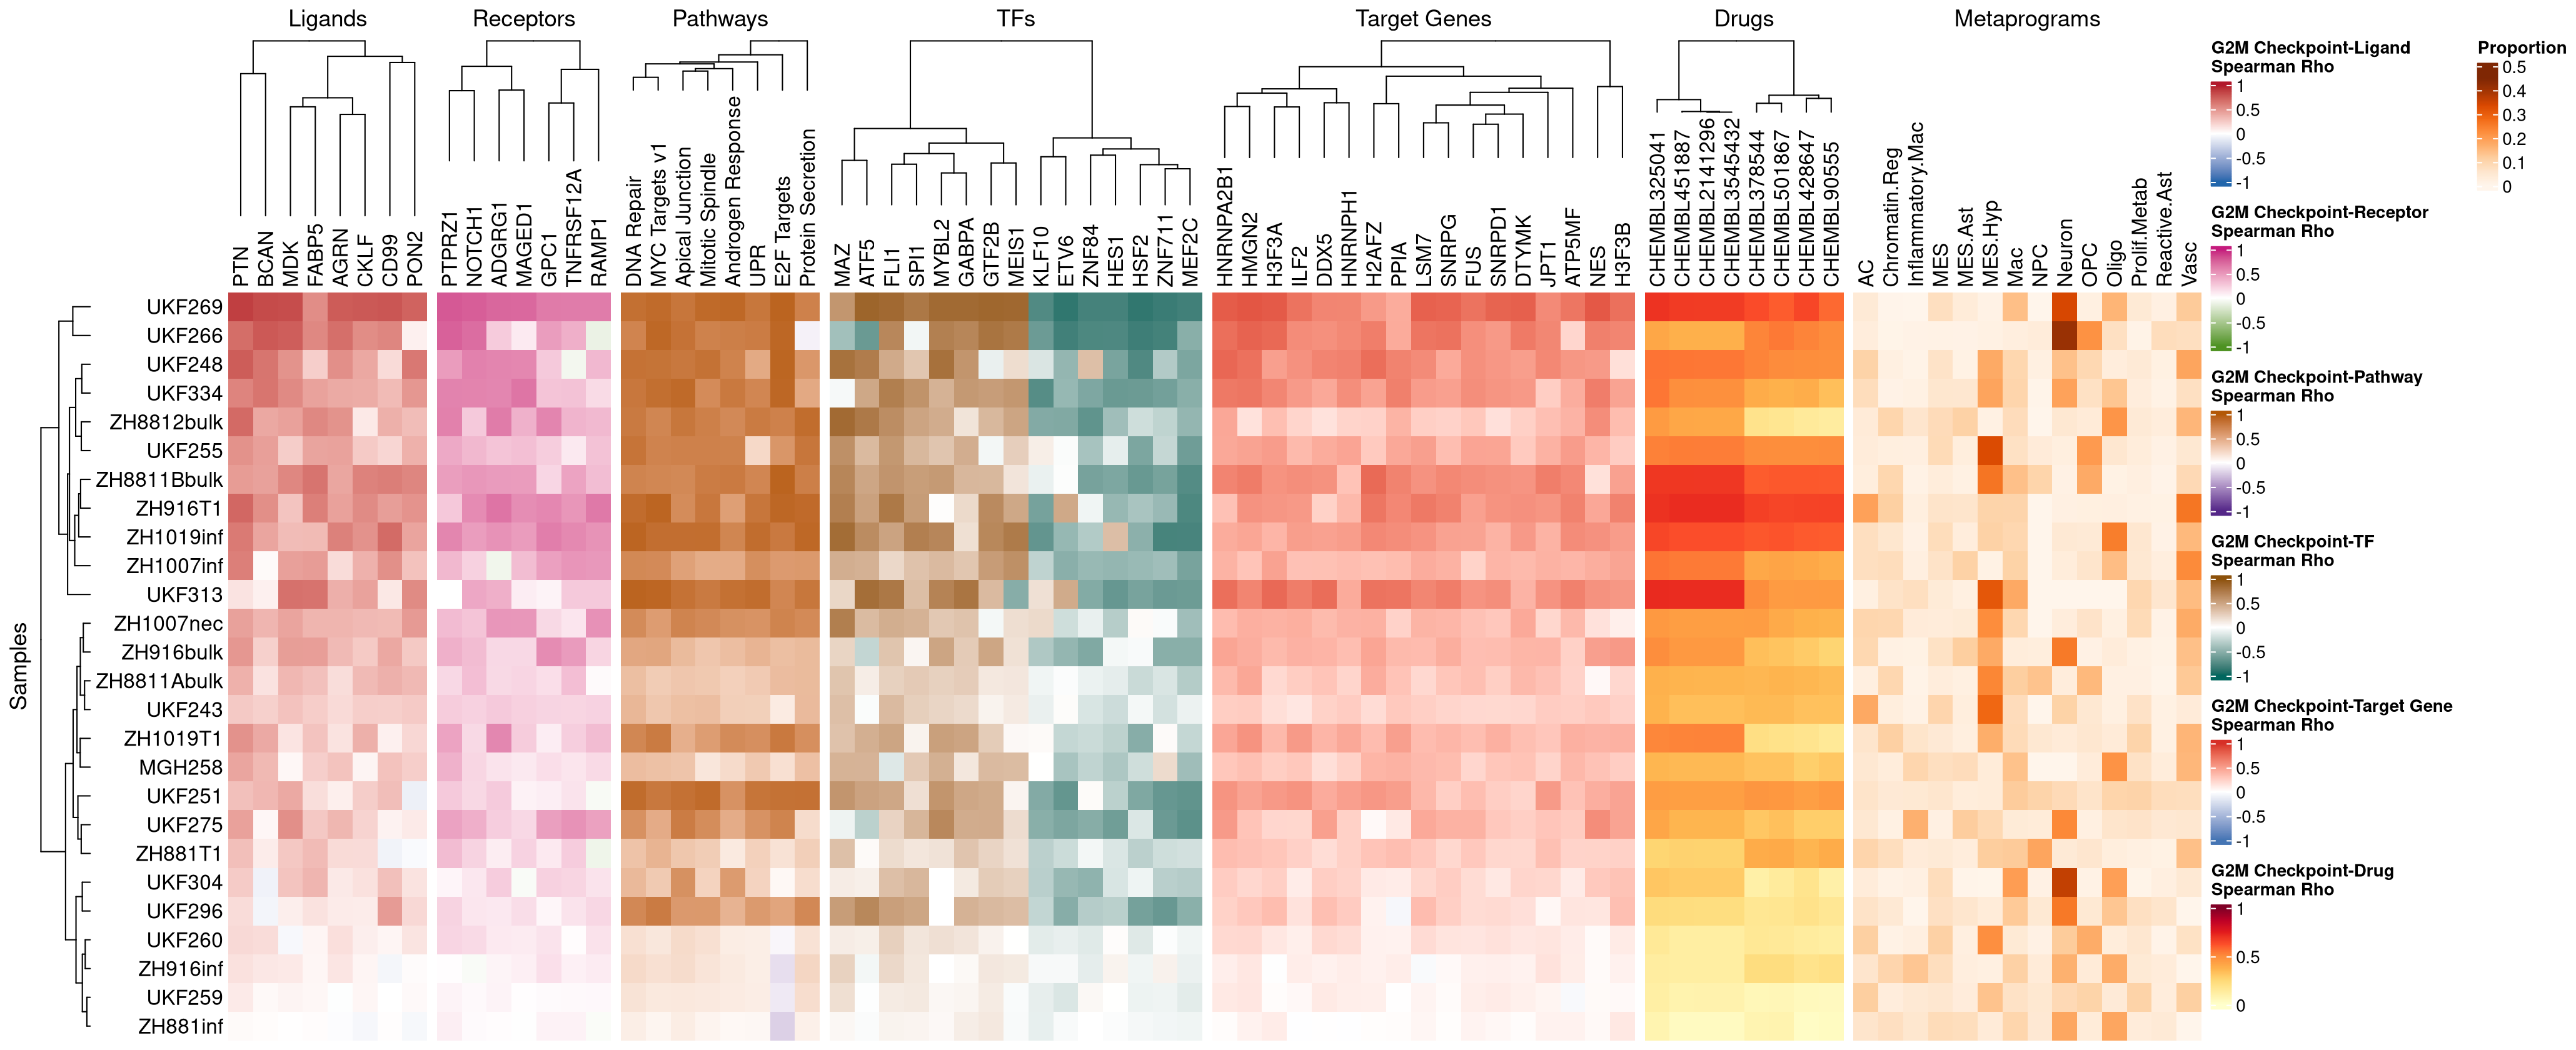 Ligands
Receptors
Pathways
TFs
Target Genes
Drugs
Metaprograms
PTN
BCAN
MDK
FABP5
AGRN
CKLF
CD99
PON2
PTPRZ1
NOTCH1
ADGRG1
MAGED1
GPC1
TNFRSF12A
RAMP1
DNA Repair
MYC Targets v1
Apical Junction
Mitotic Spindle
Androgen Response
UPR
E2F Targets
Protein Secretion
MAZ
ATF5
FLI1
SPI1
MYBL2
GABPA
GTF2B
MEIS1
KLF10
ETV6
ZNF84
HES1
HSF2
ZNF711
MEF2C
HNRNPA2B1
HMGN2
H3F3A
ILF2
DDX5
HNRNPH1
H2AFZ
PPIA
LSM7
SNRPG
FUS
SNRPD1
DTYMK
JPT1
ATP5MF
NES
H3F3B
CHEMBL325041
CHEMBL451887
CHEMBL2141296
CHEMBL3545432
CHEMBL378544
CHEMBL501867
CHEMBL428647
CHEMBL905555
AC
Chromatin.Reg
Inflammatory.Mac
MES
MES.Ast
MES.Hyp
Mac
NPC
Neuron
OPC
Oligo
Prolif.Metab
Reactive.Ast
Vasc
Samples
UKF269
UKF266
UKF248
UKF334
ZH8812bulk
UKF255
ZH8811Bbulk
ZH916T1
ZH1019inf
ZH1007inf
UKF313
ZH1007nec
ZH916bulk
ZH8811Abulk
UKF243
ZH1019T1
MGH258
UKF251
UKF275
ZH881T1
UKF304
UKF296
UKF260
ZH916inf
UKF259
ZH881inf
G2M Checkpoint-Ligand
Spearman Rho
1
0.5
0
-0.5
-1
G2M Checkpoint-Receptor
Spearman Rho
1
0.5
0
-0.5
-1
G2M Checkpoint-Pathway
Spearman Rho
1
0.5
0
-0.5
-1
G2M Checkpoint-TF
Spearman Rho
1
0.5
0
-0.5
-1
G2M Checkpoint-Target Gene
Spearman Rho
1
0.5
0
-0.5
-1
G2M Checkpoint-Drug
Spearman Rho
1
0.5
0
Proportion
0.5
0.4
0.3
0.2
0.1
0